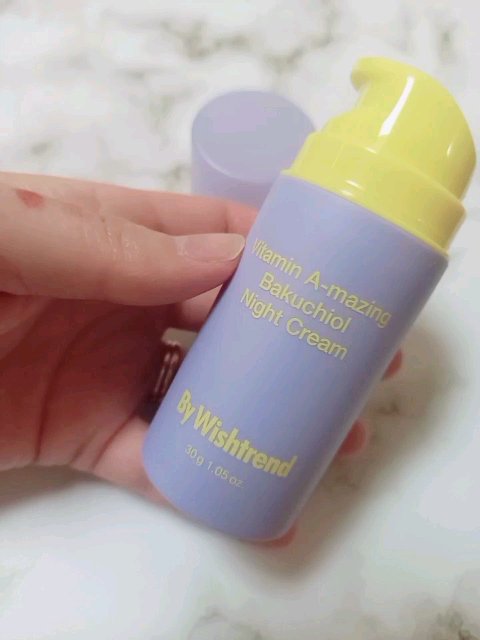 Vitamin A-mazing
Bakuchiol
Night Cream
By Wishtrend
30g 1.05 oz.